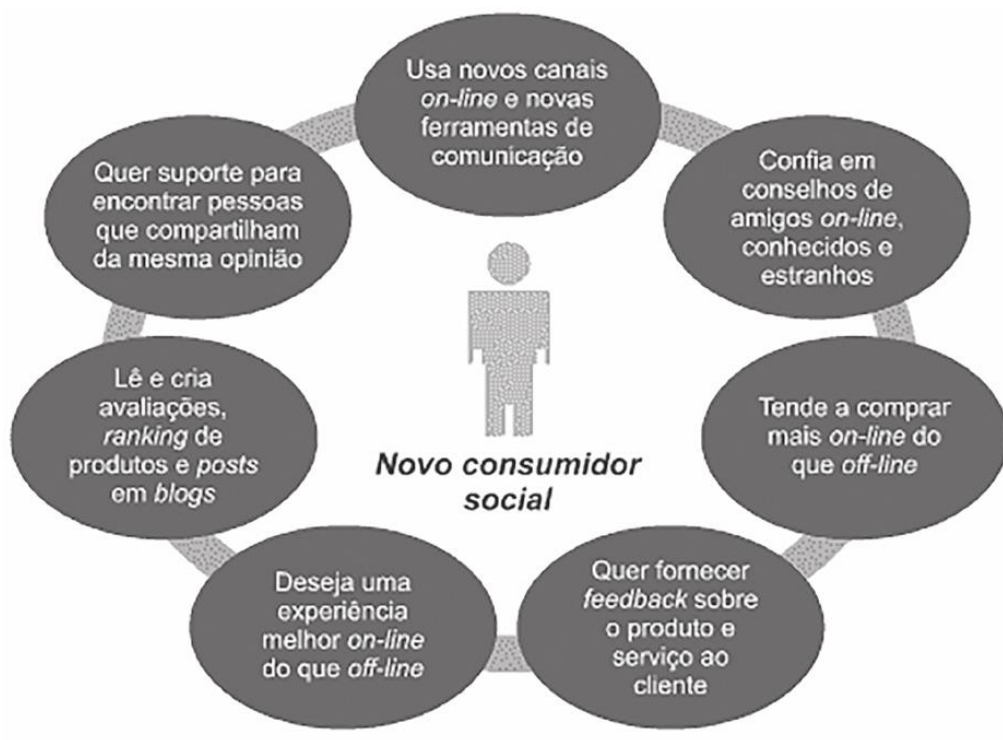 Usa novos canais
on-line e novas
ferramentas de
comunicação
Confia em
conselhos de
amigos on-line,
conhecidos e
estranhos
Tende a comprar
mais on-line do
que off-line
Quer fornecer
feedback sobre
o produto e
serviço ao
cliente
Deseja uma
experiência
melhor on-line
do que off-line
Lê e cria
avaliações,
ranking de
produtos e posts
em blogs
Quer suporte para
encontrar pessoas
que compartilham
da mesma opinião
Novo consumidor
social